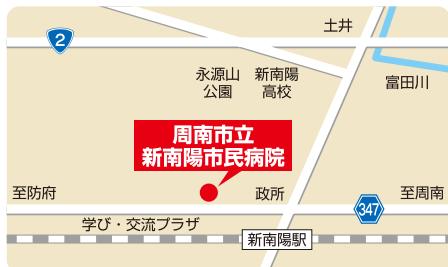 土井
2
永源山
公園
新南陽
高校
富田川
周南市立
新南陽市民病院
至防府
政所
347
至周南
学び・交流プラザ
新南陽駅